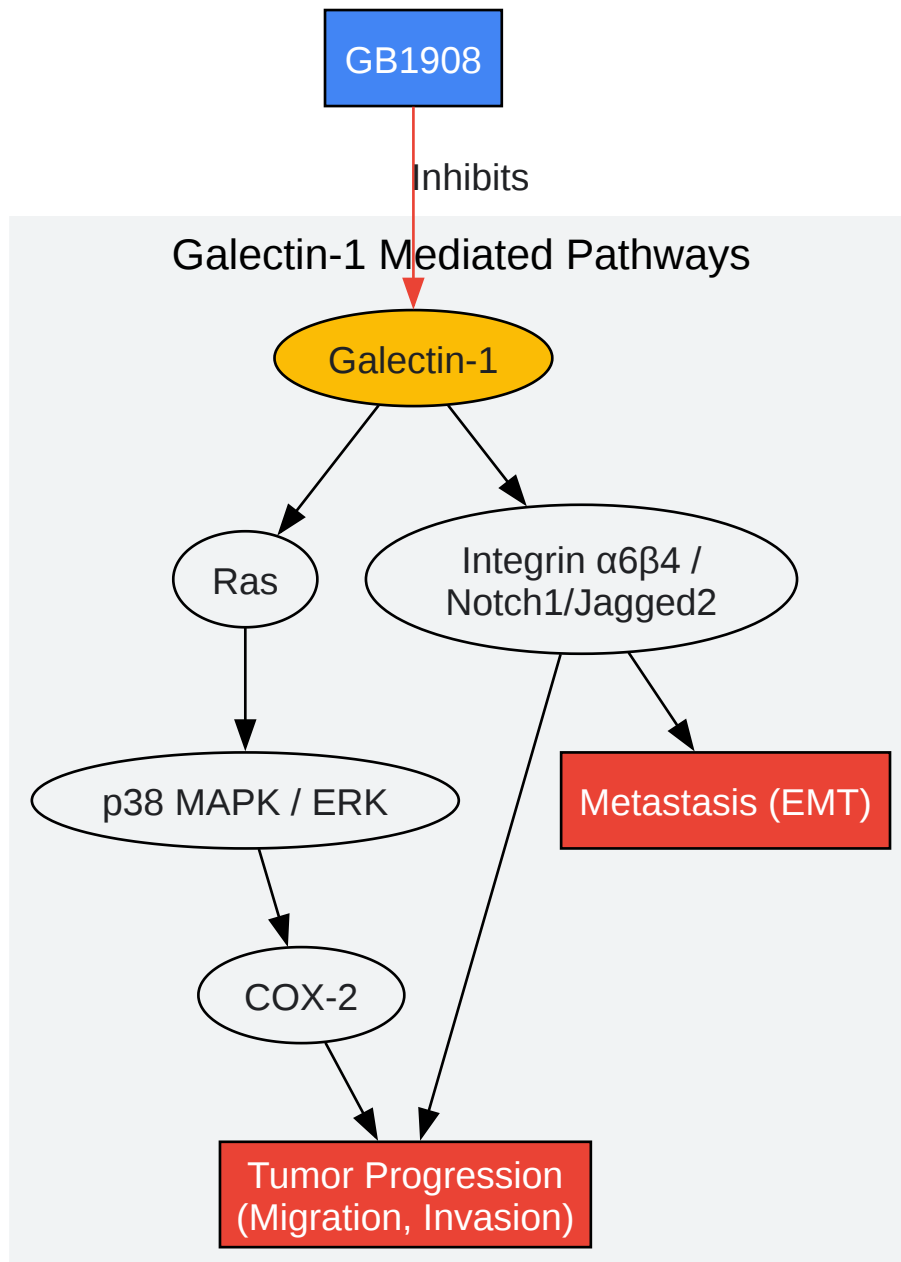 GB1908
Inhibits
Galectin-1 Mediated Pathways
Galectin-1
Ras
Integrin α6β4 /
Notch1/Jagged2
p38 MAPK / ERK
Metastasis (EMT)
COX-2
Tumor Progression
(Migration, Invasion)